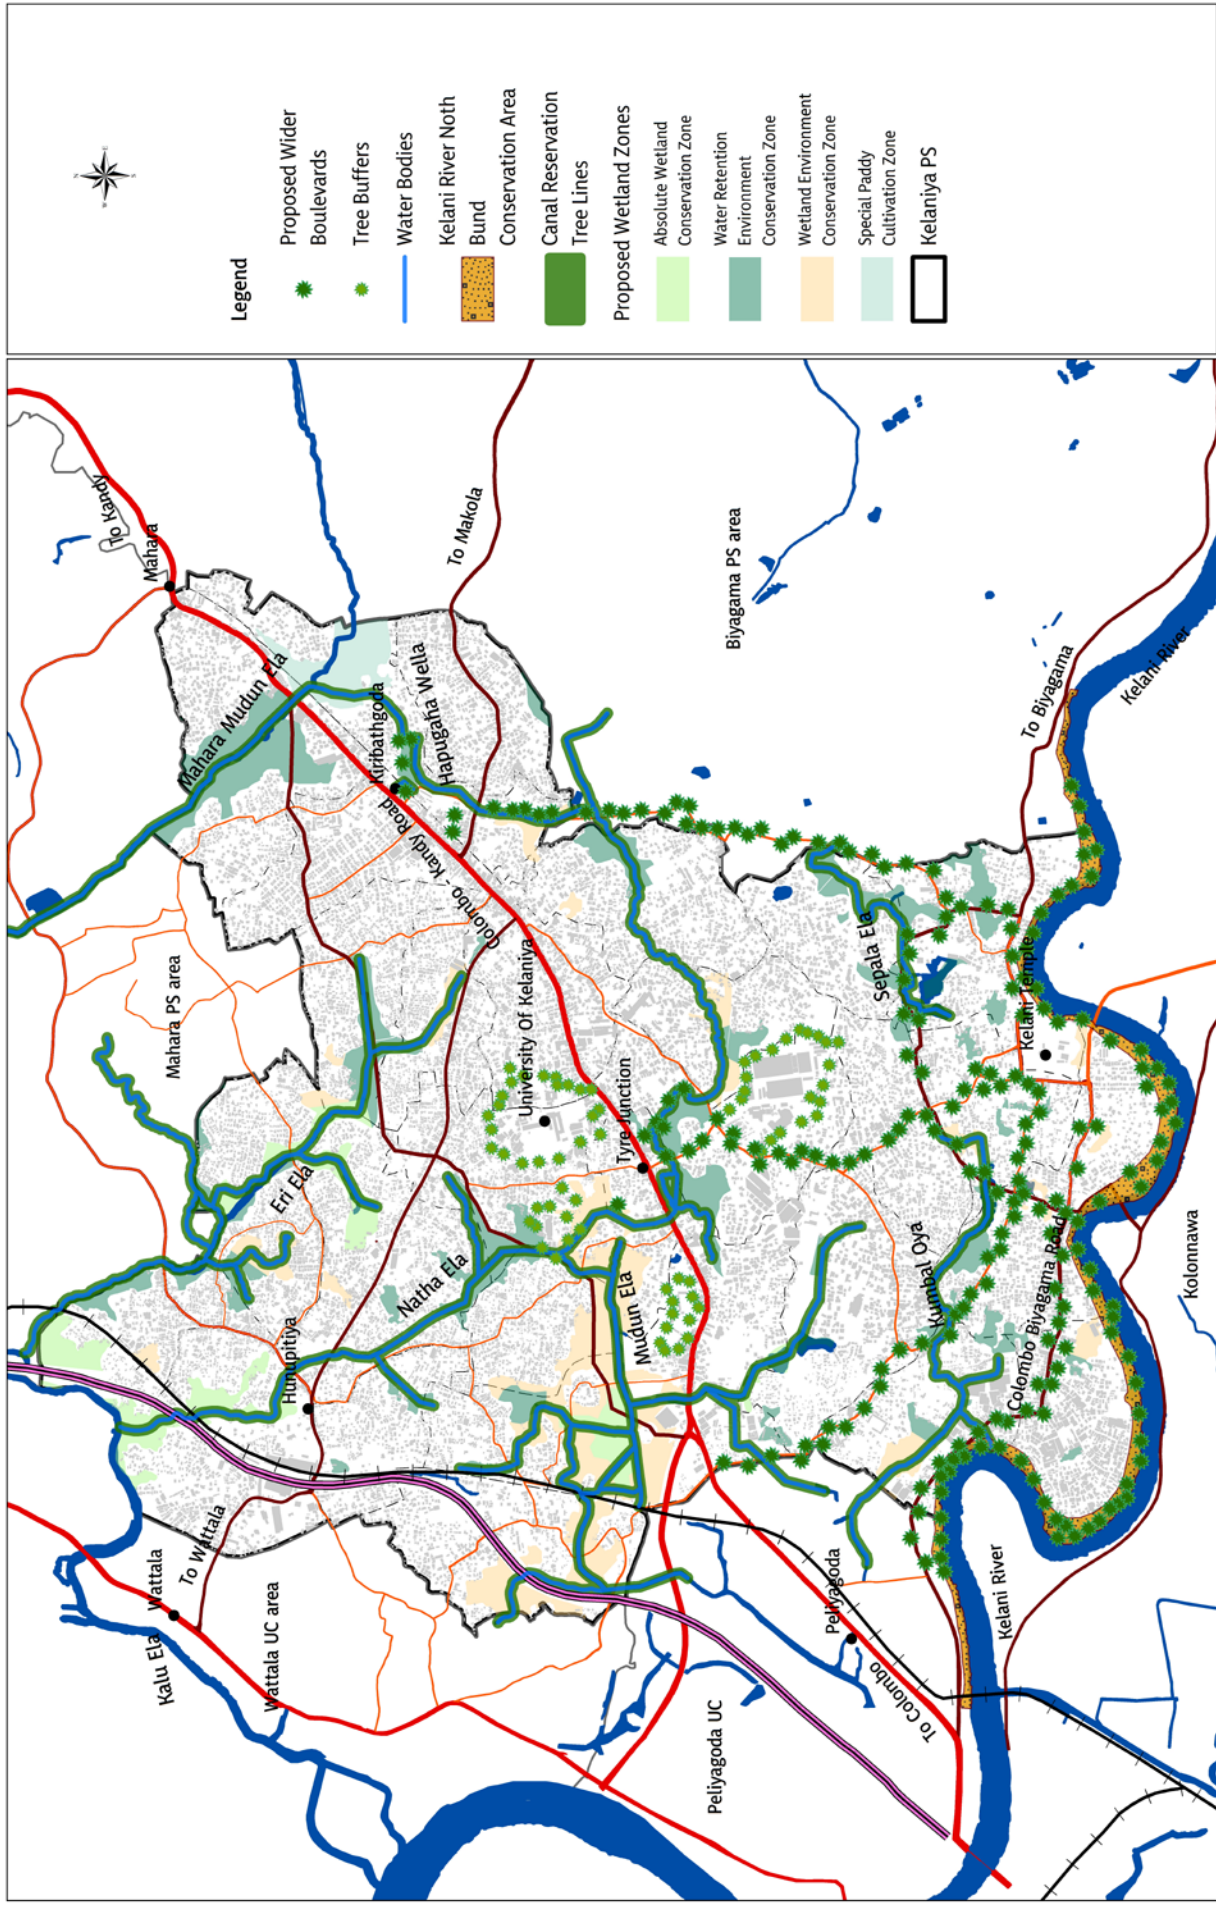 Legend
Proposed Wider
Boulevards
Tree Buffers
Water Bodies
Kelani River Noth
Bund
Conservation Area
Canal Reservation
Tree Lines
Proposed Wetland Zones
Absolute Wetland
Conservation Zone
Water Retention
Environment
Conservation Zone
Wetland Environment
Conservation Zone
Special Paddy
Cultivation Zone
Kelaniya PS
N
E
S
W
To Kandy
Mahara
To Makola
Biyagama PS area
To Biyagama
Kelani River
Mahara Mudun Ela
Kiribathgoda
Hapugaha Wella
Colombo - Kandy Road
Mahara PS area
University Of Kelaniya
Sepala Ela
Kelani Temple
Tyre Junction
Eri Ela
Natha Ela
Mudun Ela
Kumbal Oya
Colombo Biyagama Road
Kolonnawa
Hunupitiya
To Wattala
Wattala
Kalu Ela
Wattala UC area
Peliyagoda
Kelani River
To Colombo
Peliyagoda UC